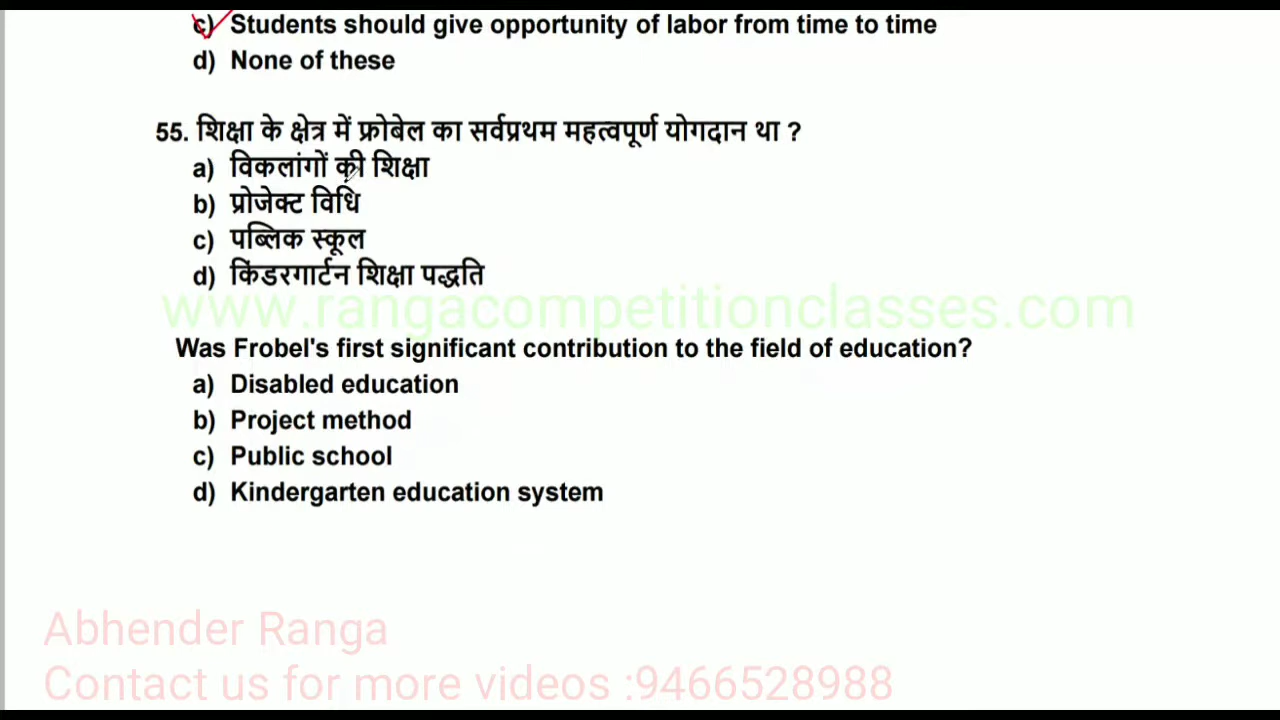 c) Students should give opportunity of labor from time to time
d) None of these
55. शिक्षा के क्षेत्र में फ्रोबेल का सर्वप्रथम महत्वपूर्ण योगदान था ?
a) विकलांगों की शिक्षा
b) प्रोजेक्ट विधि
c) पब्लिक स्कूल
d) किंडरगार्टन शिक्षा पद्धति
www.rangacompetitionclasses.com
Was Frobel's first significant contribution to the field of education?
a) Disabled education
b) Project method
c) Public school
d) Kindergarten education system
Abhender Ranga
Contact us for more videos :9466528988